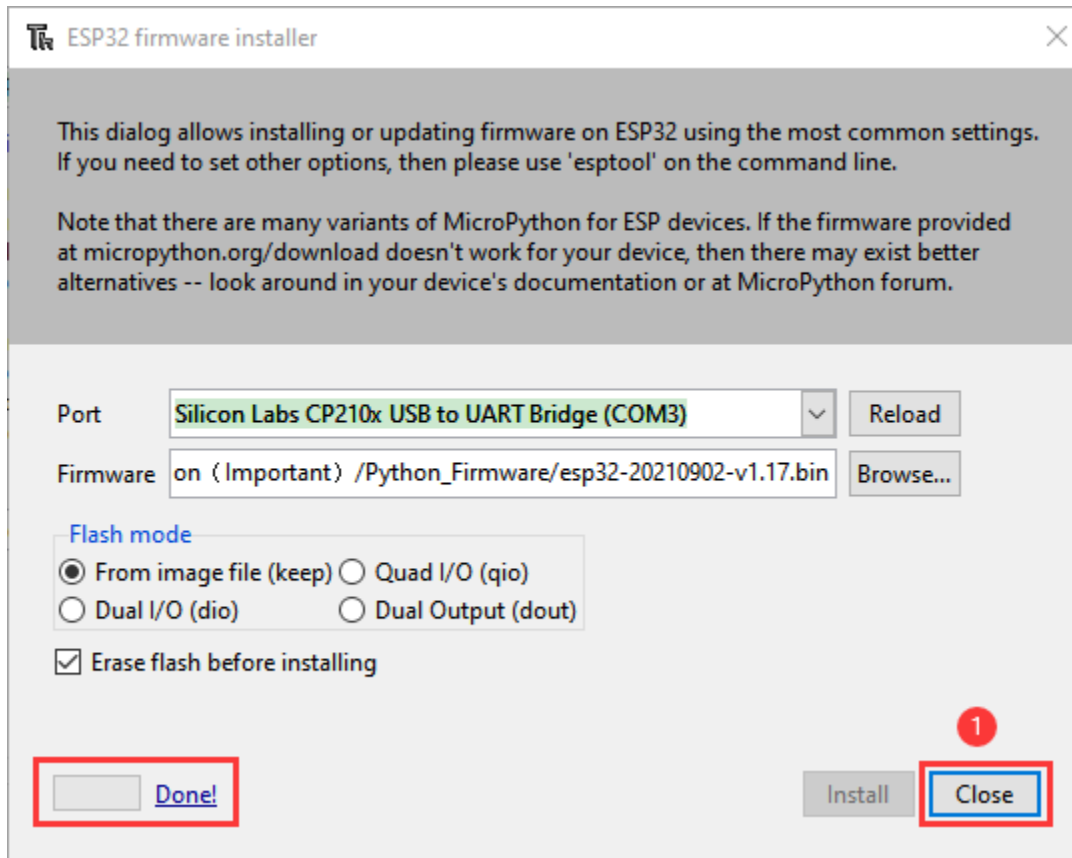 ESP32 firmware installer
This dialog allows installing or updating firmware on ESP32 using the most common settings.
If you need to set other options, then please use 'esptool' on the command line.
Note that there are many variants of MicroPython for ESP devices. If the firmware provided
at micropython.org/download doesn't work for your device, then there may exist better
alternatives -- look around in your device's documentation or at MicroPython forum.
Port Silicon Labs CP210x USB to UART Bridge (COM3) Reload
Firmware on（Important）/Python_Firmware/esp32-20210902-v1.17.bin Browse...
Flash mode
From image file (keep) Quad I/O (qio)
Dual I/O (dio) Dual Output (dout)
Erase flash before installing
1
Done! Install Close